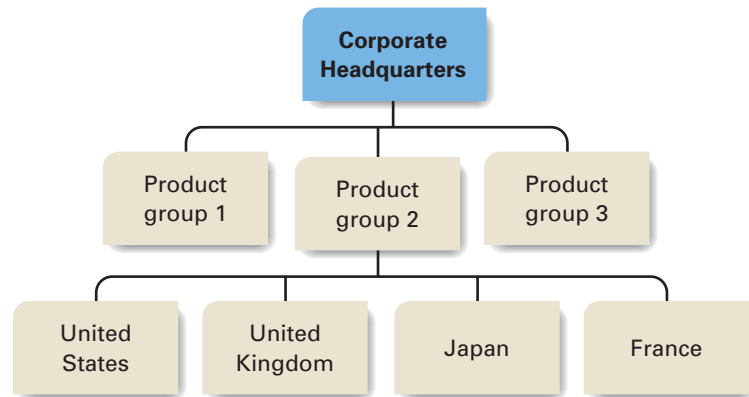 Corporate
Headquarters
Product
group 1
Product
group 2
Product
group 3
United
States
United
Kingdom
Japan
France